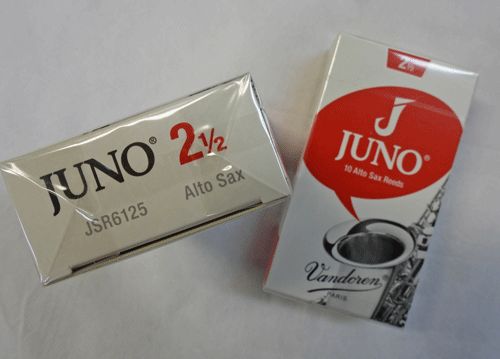 JUNO® 2½
JSR6125 Alto Sax
2½
JUNO®
10 Alto Sax Reeds
Vandoren
PARIS